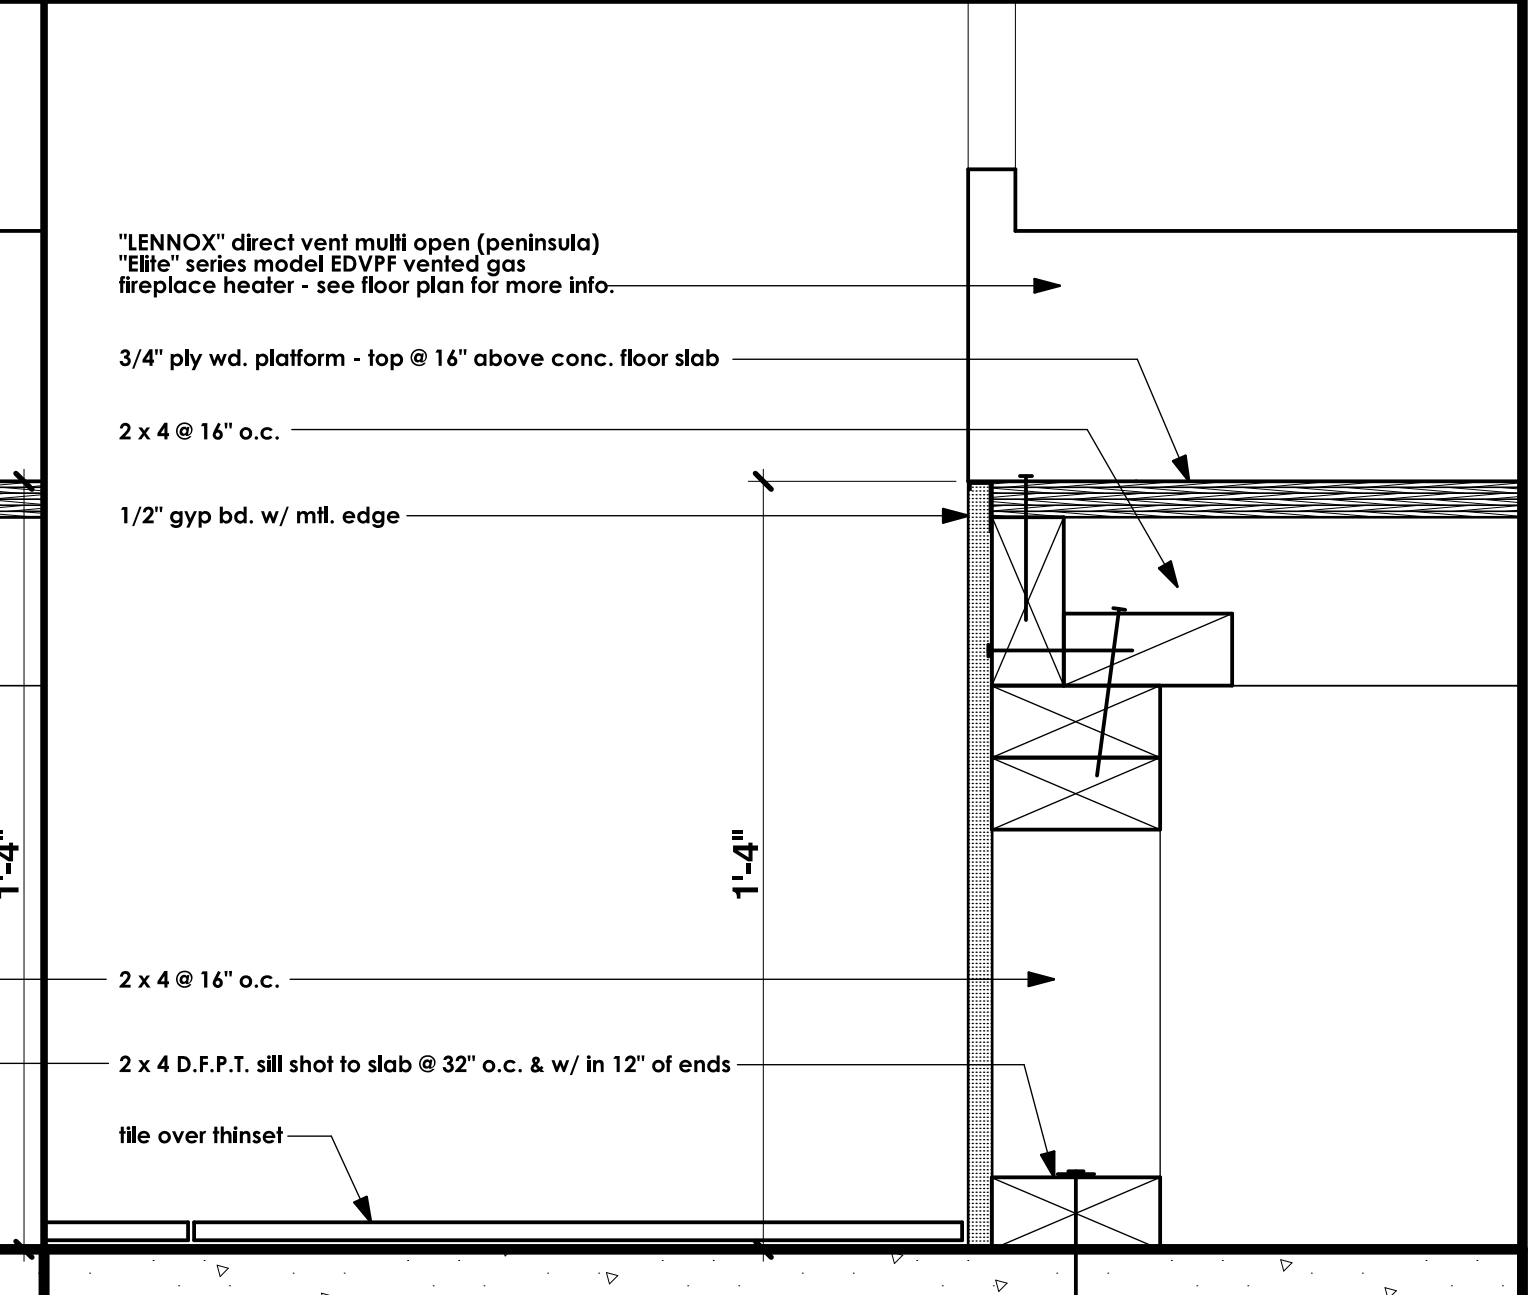 "LENNOX" direct vent multi open (peninsula)
"Elite" series model EDVPF vented gas
fireplace heater - see floor plan for more info.
3/4" ply wd. platform - top @ 16" above conc. floor slab
2 x 4 @ 16" o.c.
1/2" gyp bd. w/ mtl. edge
1'-4"
1'-4"
2 x 4 @ 16" o.c.
2 x 4 D.F.P.T. sill shot to slab @ 32" o.c. & w/ in 12" of ends
tile over thinset